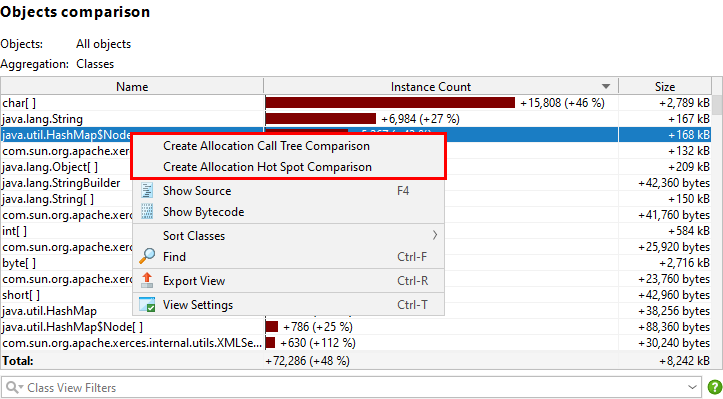 Objects comparison
Objects: All objects
Aggregation: Classes
Name Instance Count Size
char[ ] +15,808 (+46 %) +2,789 kB
java.lang.String +6,984 (+27 %) +167 kB
java.util.HashMap$Node +168 kB
com.sun.org.apache.xerces +132 kB
java.lang.Object[ ] +209 kB
java.lang.StringBuilder +42,360 bytes
java.lang.String[ ] +150 kB
com.sun.org.apache.xerces +41,760 bytes
int[ ] +584 kB
com.sun.org.apache.xerces +25,920 bytes
byte[ ] +2,716 kB
com.sun.org.apache.xerces +23,760 bytes
short[ ] +42,960 bytes
java.util.HashMap +38,256 bytes
java.util.HashMap$Node[ ] +786 (+25 %) +88,360 bytes
com.sun.org.apache.xerces.internal.utils.XMLSe... +630 (+112 %) +30,240 bytes
Total: +72,286 (+48 %) +8,242 kB
Create Allocation Call Tree Comparison
Create Allocation Hot Spot Comparison
Show Source F4
Show Bytecode
Sort Classes
Find Ctrl-F
Export View Ctrl-R
View Settings Ctrl-T
Class View Filters